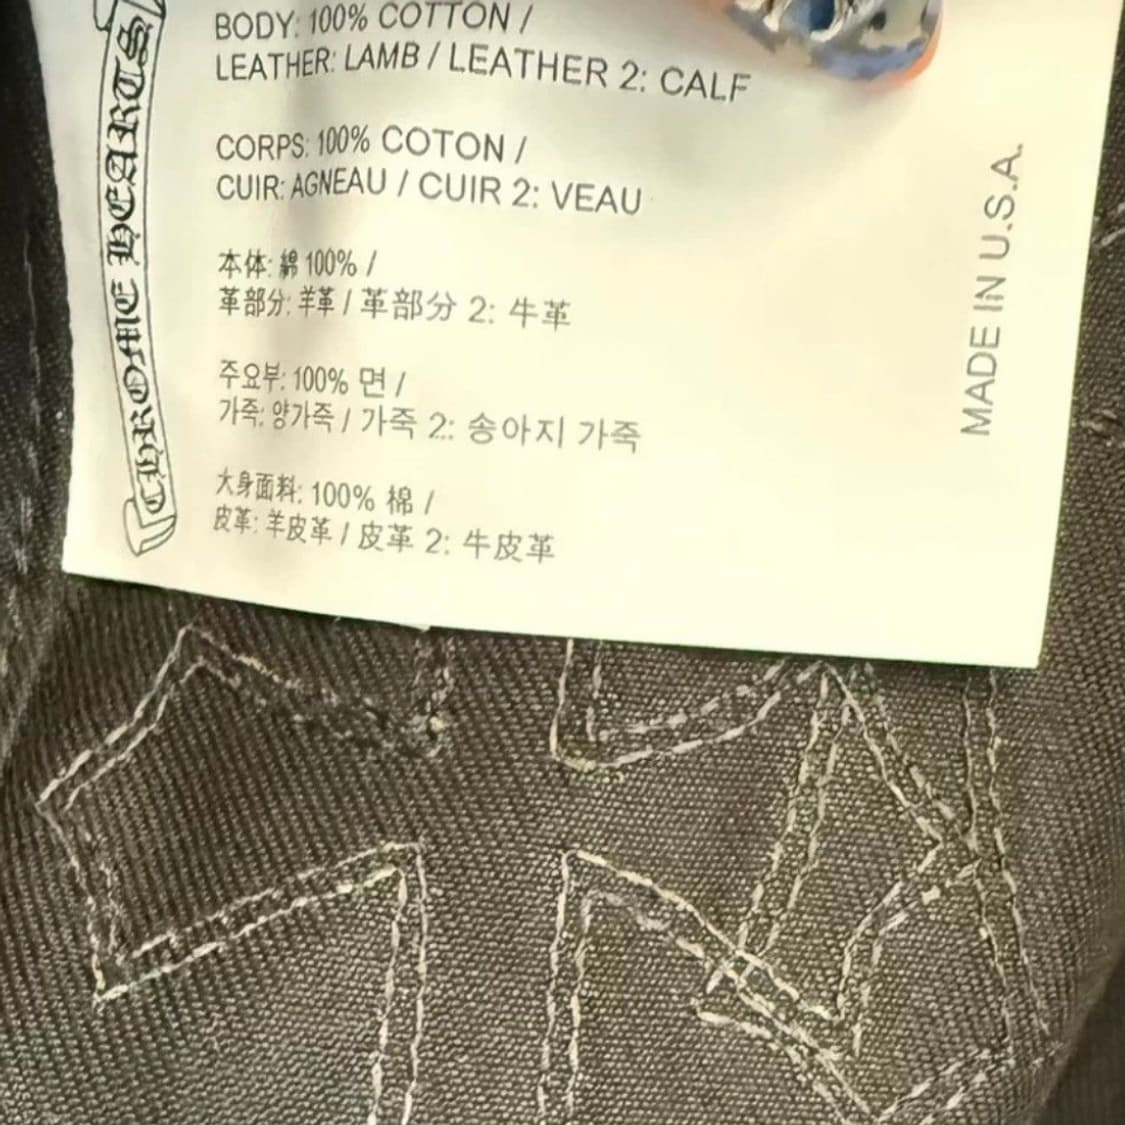 CHROME HEARTS
BODY: 100% COTTON /
LEATHER: LAMB / LEATHER 2: CALF
CORPS: 100% COTON /
CUIR: AGNEAU / CUIR 2: VEAU
本体: 綿 100% /
革部分: 羊革 / 革部分 2: 牛革
주요부: 100% 면 /
가죽: 양가죽 / 가죽 2: 송아지 가죽
大身面料: 100% 棉 /
皮革: 羊皮革 / 皮革 2: 牛皮革
MADE IN U.S.A.